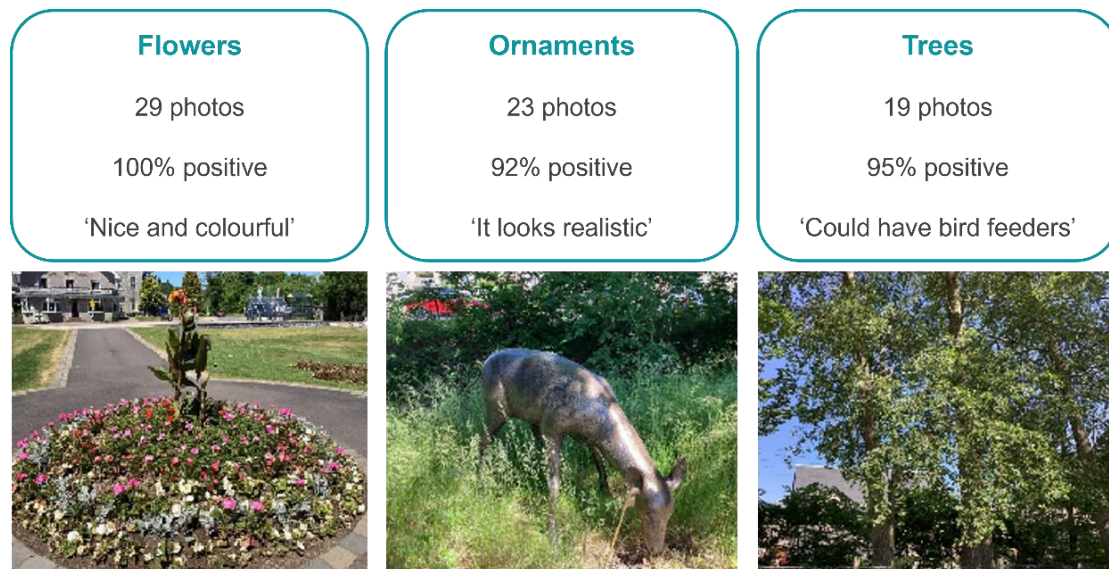 Flowers
29 photos
100% positive
‘Nice and colourful’
Ornaments
23 photos
92% positive
‘It looks realistic’
Trees
19 photos
95% positive
‘Could have bird feeders’